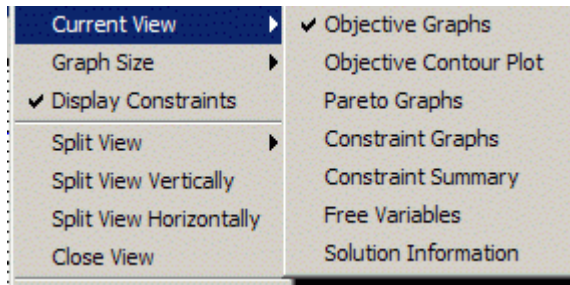 Current View
Graph Size
Display Constraints
Split View
Split View Vertically
Split View Horizontally
Close View
Objective Graphs
Objective Contour Plot
Pareto Graphs
Constraint Graphs
Constraint Summary
Free Variables
Solution Information